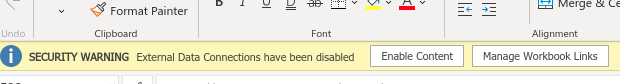 Format Painter
B I U D ab A
Merge & Ce
Undo Clipboard Font Alignment
SECURITY WARNING External Data Connections have been disabled Enable Content Manage Workbook Links